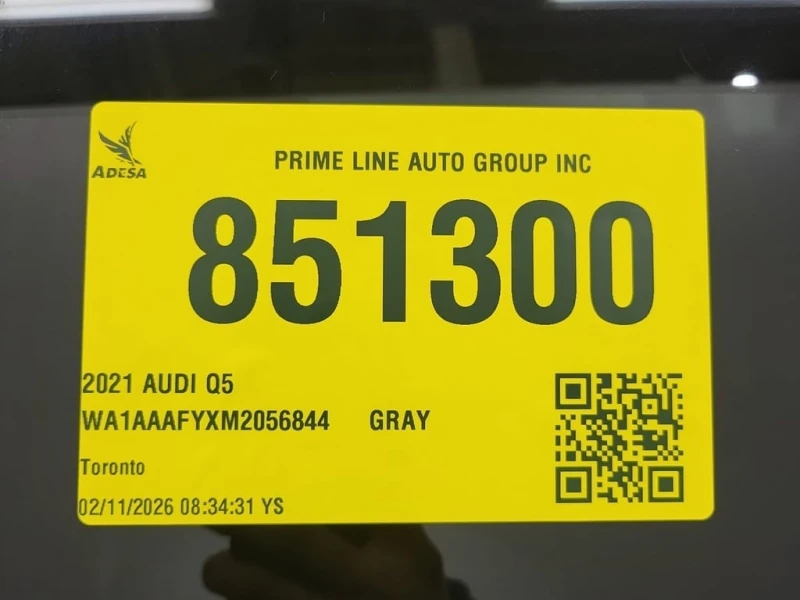 ADESA
PRIME LINE AUTO GROUP INC
851300
2021 AUDI Q5
WA1AAAFYXM2056844 GRAY
Toronto
02/11/2026 08:34:31 YS